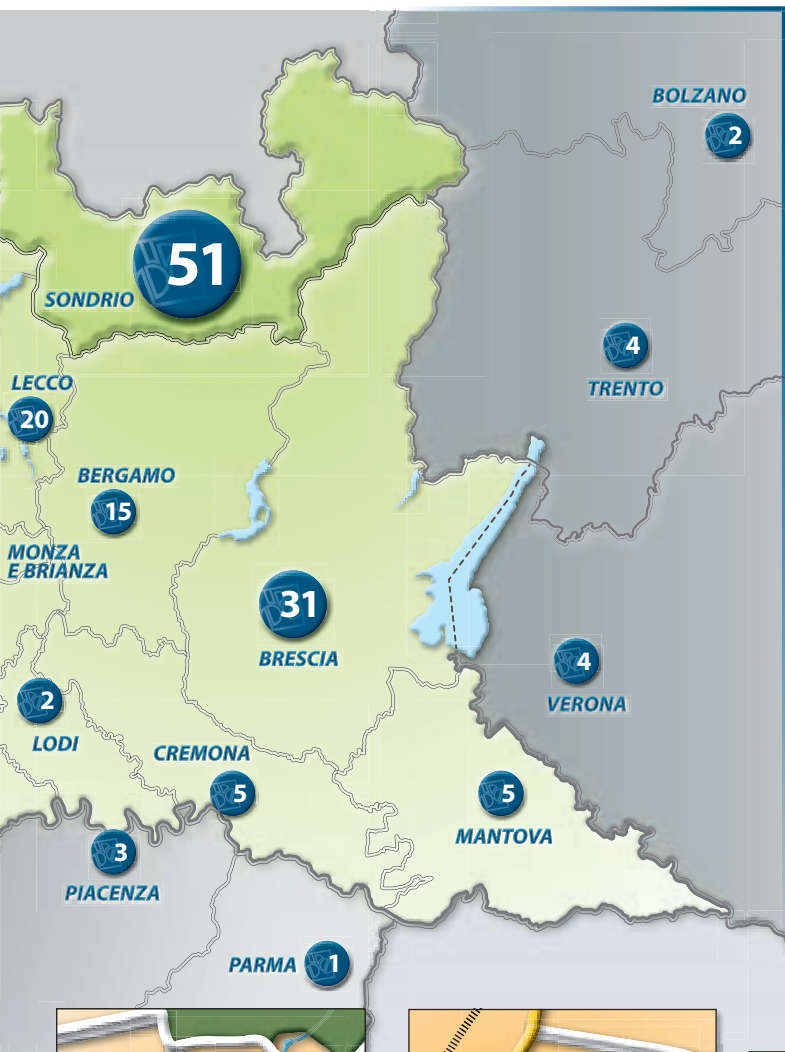 BOLZANO
2
51
SONDRIO
4
TRENTO
LECCO
20
BERGAMO
15
MONZA
E BRIANZA
31
BRESCIA
4
VERONA
2
LODI
CREMONA
5
5
MANTOVA
3
PIACENZA
PARMA
1